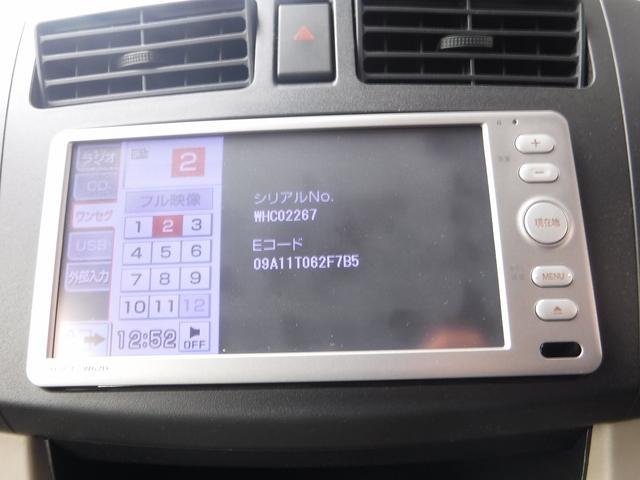 ラジオ
CD
ワンセグ
USB
外部入力
2
フル映像
1 2 3
4 5 6
7 8 9
10 11 12
12:52
OFF
シリアルNo.
WHC02267
Eコード
09A11T062F7B5
+
−
現在地
MENU